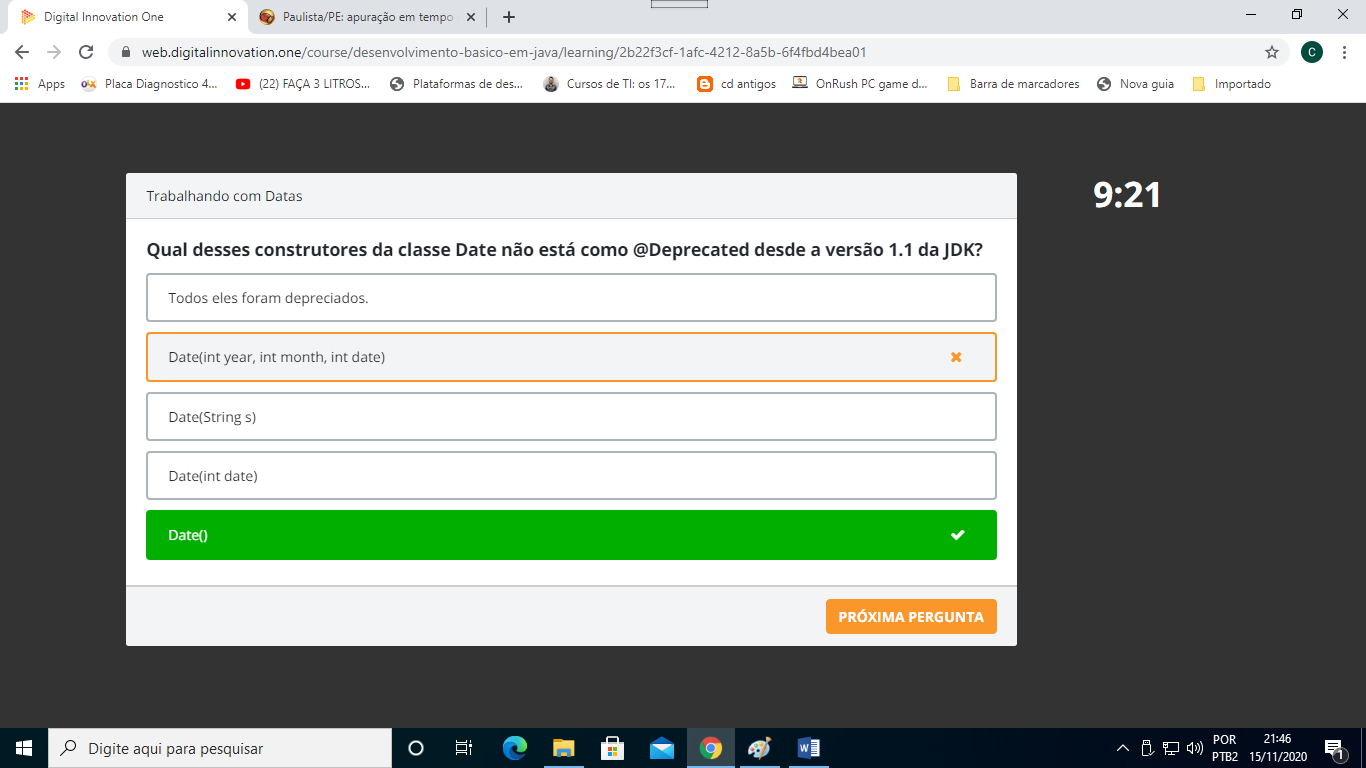 Digital Innovation One
Paulista/PE: apuração em tempo
web.digitalinnovation.one/course/desenvolvimento-basico-em-java/learning/2b22f3cf-1afc-4212-8a5b-6f4fbd4bea01
C
Apps
Placa Diagnostico 4...
(22) FAÇA 3 LITROS...
Plataformas de des...
Cursos de TI: os 17...
cd antigos
OnRush PC game d...
Barra de marcadores
Nova guia
Importado
Trabalhando com Datas
9:21
Qual desses construtores da classe Date não está como @Deprecated desde a versão 1.1 da JDK?
Todos eles foram depreciados.
Date(int year, int month, int date)
Date(String s)
Date(int date)
Date()
PRÓXIMA PERGUNTA
Digite aqui para pesquisar
POR
PTB2
21:46
15/11/2020
1